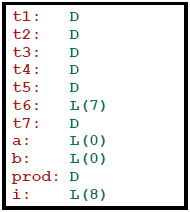 t1: D
t2: D
t3: D
t4: D
t5: D
t6: L(7)
t7: D
a: L(0)
b: L(0)
prod: D
i: L(8)